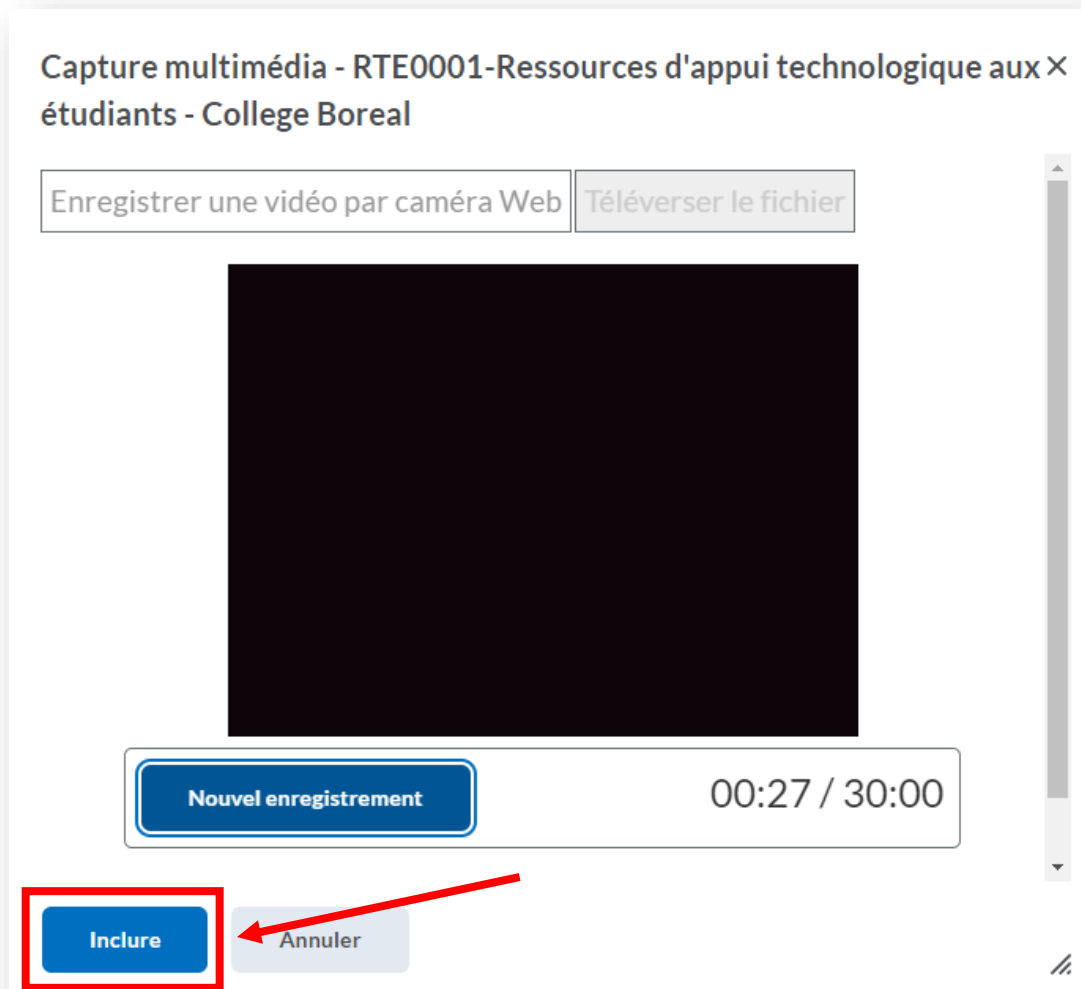 Capture multimédia - RTE0001-Ressources d'appui technologique aux
étudiants - College Boreal
Enregistrer une vidéo par caméra Web
Téléverser le fichier
Nouvel enregistrement
00:27 / 30:00
Inclure
Annuler